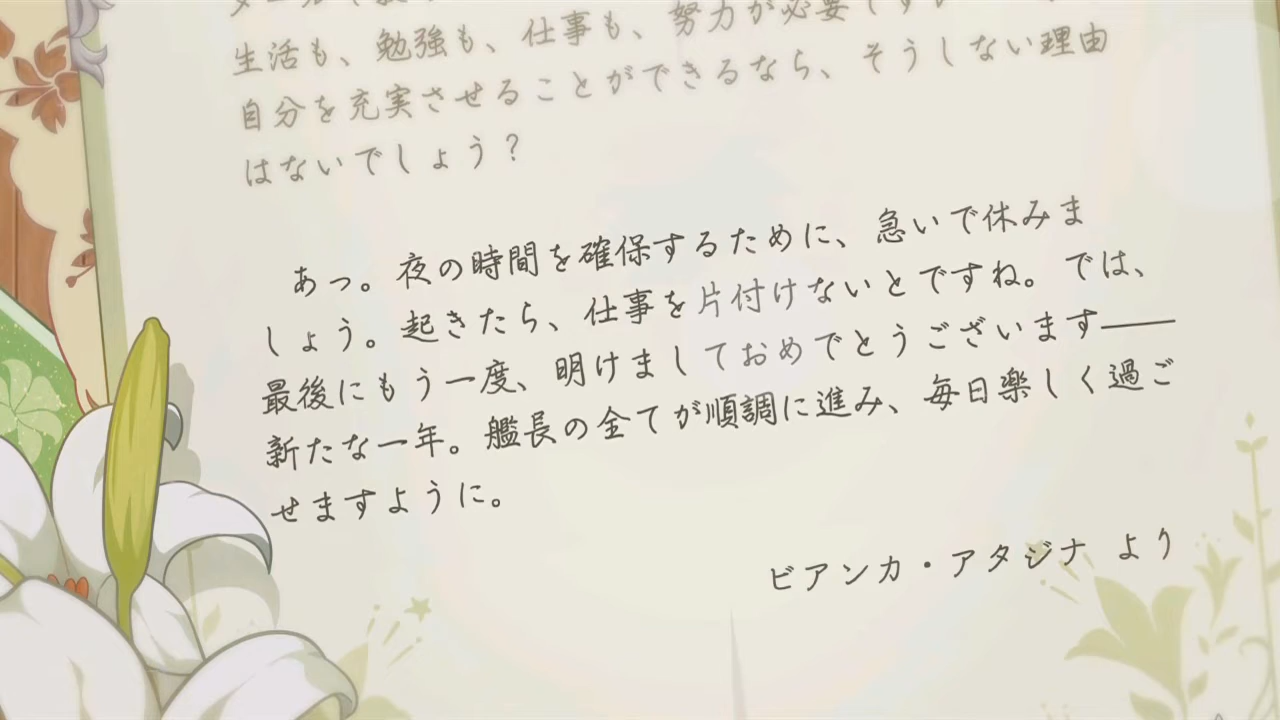 生活も、勉強も、仕事も、努力が必要ですが
自分を充実させることができるなら、そうしない理由
はないでしょう？
あっ。夜の時間を確保するために、急いで休みま
しょう。起きたら、仕事を片付けないとですね。では、
最後にもう一度、明けましておめでとうございます――
新たな一年。艦長の全てが順調に進み、毎日楽しく過ご
せますように。
ビアンカ・アタジナ より